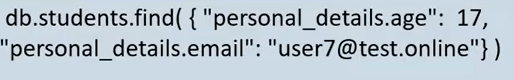 db.students.find( { "personal_details.age":  17,
"personal_details.email": "user7@test.online"} )